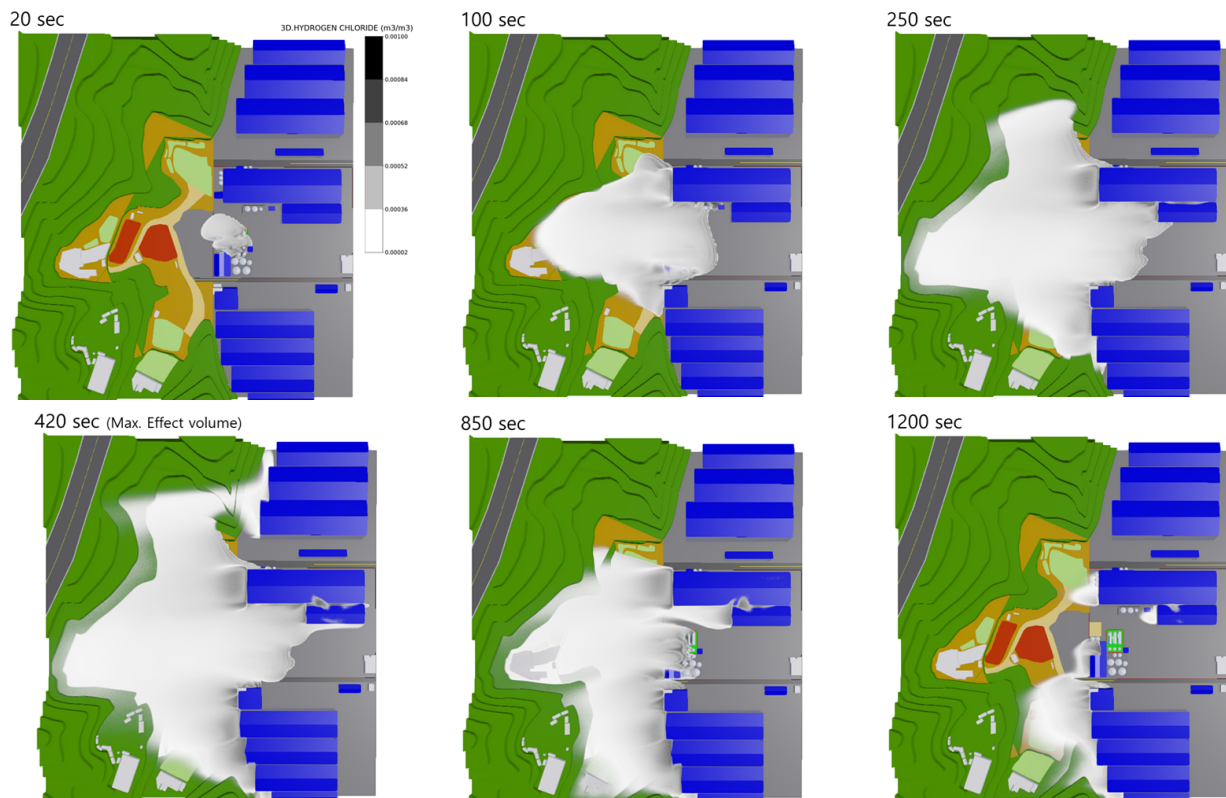 20 sec
100 sec
250 sec
3D.HYDROGEN CHLORIDE (m3/m3)
0.00100
0.00084
0.00068
0.00052
0.00036
0.00002
420 sec (Max. Effect volume)
850 sec
1200 sec